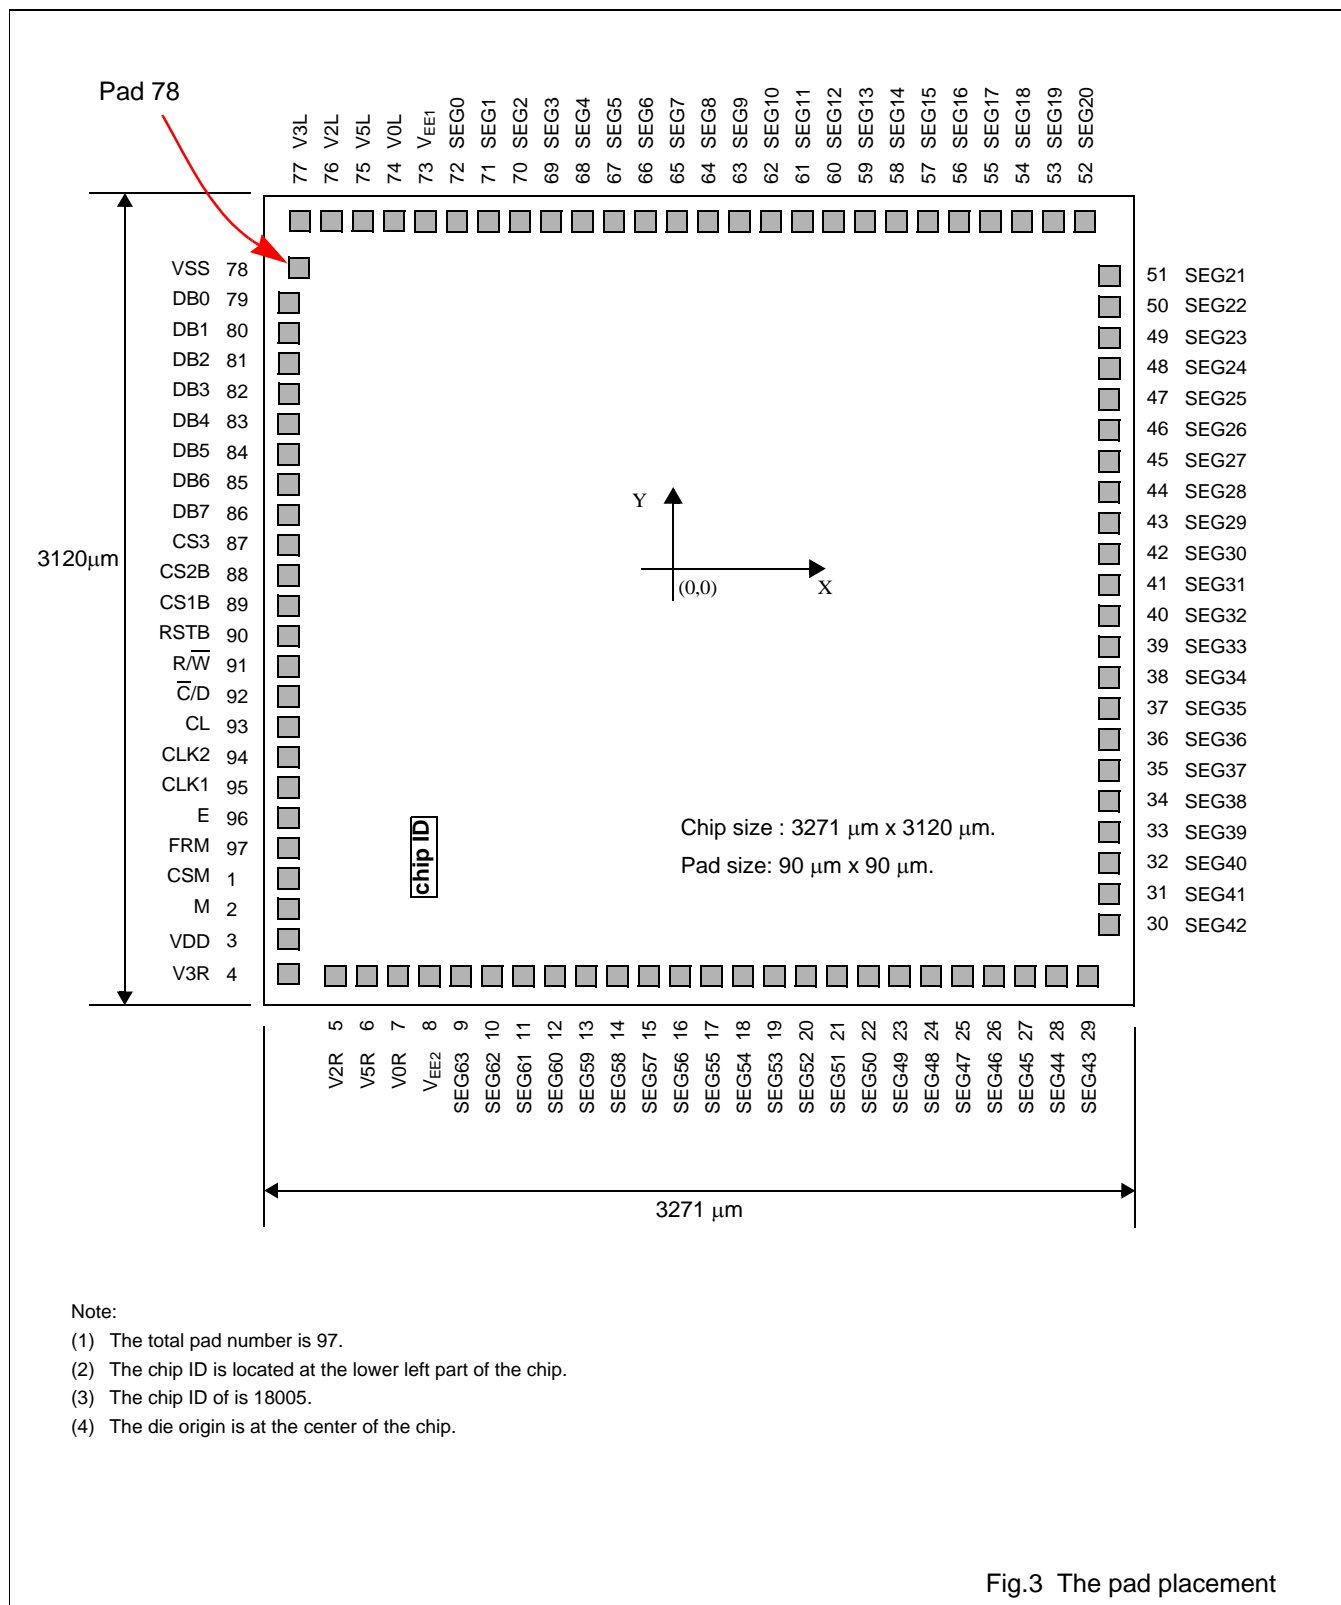 Pad 78
77 V3L
76 V2L
75 V5L
74 V0L
73 VEE1
72 SEG0
71 SEG1
70 SEG2
69 SEG3
68 SEG4
67 SEG5
66 SEG6
65 SEG7
64 SEG8
63 SEG9
62 SEG10
61 SEG11
60 SEG12
59 SEG13
58 SEG14
57 SEG15
56 SEG16
55 SEG17
54 SEG18
53 SEG19
52 SEG20
VSS 78
DB0 79
DB1 80
DB2 81
DB3 82
DB4 83
DB5 84
DB6 85
DB7 86
CS3 87
CS2B 88
CS1B 89
RSTB 90
R/W̅ 91
C̅/D 92
CL 93
CLK2 94
CLK1 95
E 96
FRM 97
CSM 1
M 2
VDD 3
V3R 4
3120μm
Y
(0,0)
X
chip ID
Chip size : 3271 μm x 3120 μm.
Pad size: 90 μm x 90 μm.
51 SEG21
50 SEG22
49 SEG23
48 SEG24
47 SEG25
46 SEG26
45 SEG27
44 SEG28
43 SEG29
42 SEG30
41 SEG31
40 SEG32
39 SEG33
38 SEG34
37 SEG35
36 SEG36
35 SEG37
34 SEG38
33 SEG39
32 SEG40
31 SEG41
30 SEG42
V2R 5
V5R 6
V0R 7
VEE2 8
SEG63 9
SEG62 10
SEG61 11
SEG60 12
SEG59 13
SEG58 14
SEG57 15
SEG56 16
SEG55 17
SEG54 18
SEG53 19
SEG52 20
SEG51 21
SEG50 22
SEG49 23
SEG48 24
SEG47 25
SEG46 26
SEG45 27
SEG44 28
SEG43 29
3271 μm
Note:
(1) The total pad number is 97.
(2) The chip ID is located at the lower left part of the chip.
(3) The chip ID of is 18005.
(4) The die origin is at the center of the chip.
Fig.3 The pad placement